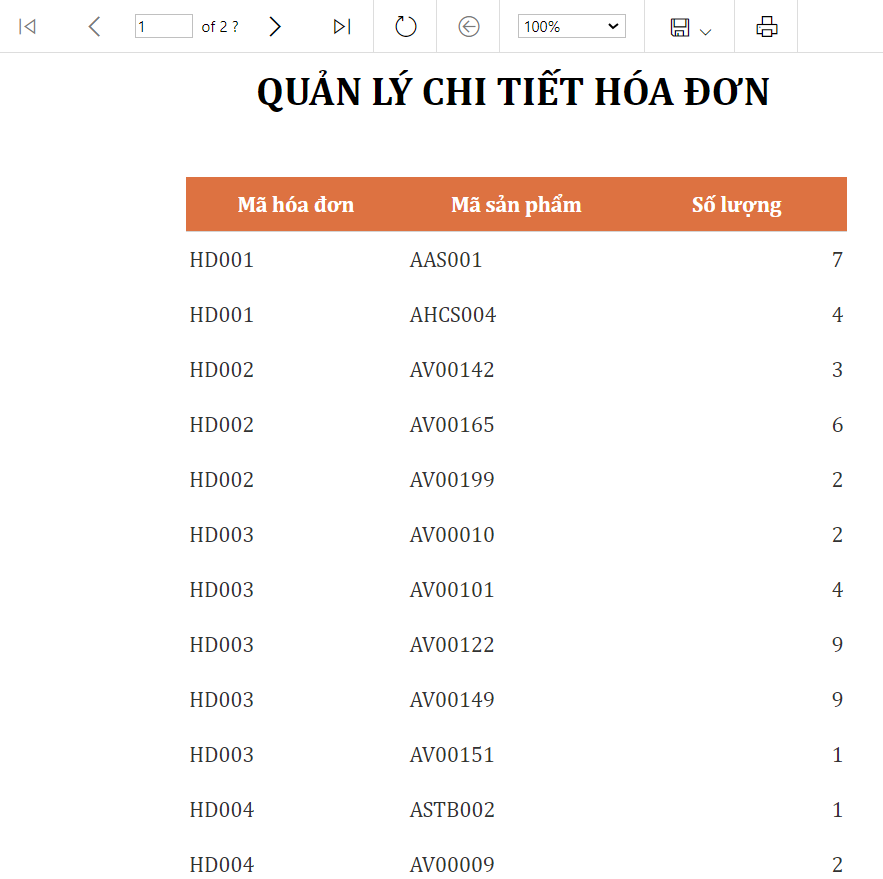 1 of 2 ? 100%
QUẢN LÝ CHI TIẾT HÓA ĐƠN
Mã hóa đơn Mã sản phẩm Số lượng
HD001 AAS001 7
HD001 AHCS004 4
HD002 AV00142 3
HD002 AV00165 6
HD002 AV00199 2
HD003 AV00010 2
HD003 AV00101 4
HD003 AV00122 9
HD003 AV00149 9
HD003 AV00151 1
HD004 ASTB002 1
HD004 AV00009 2